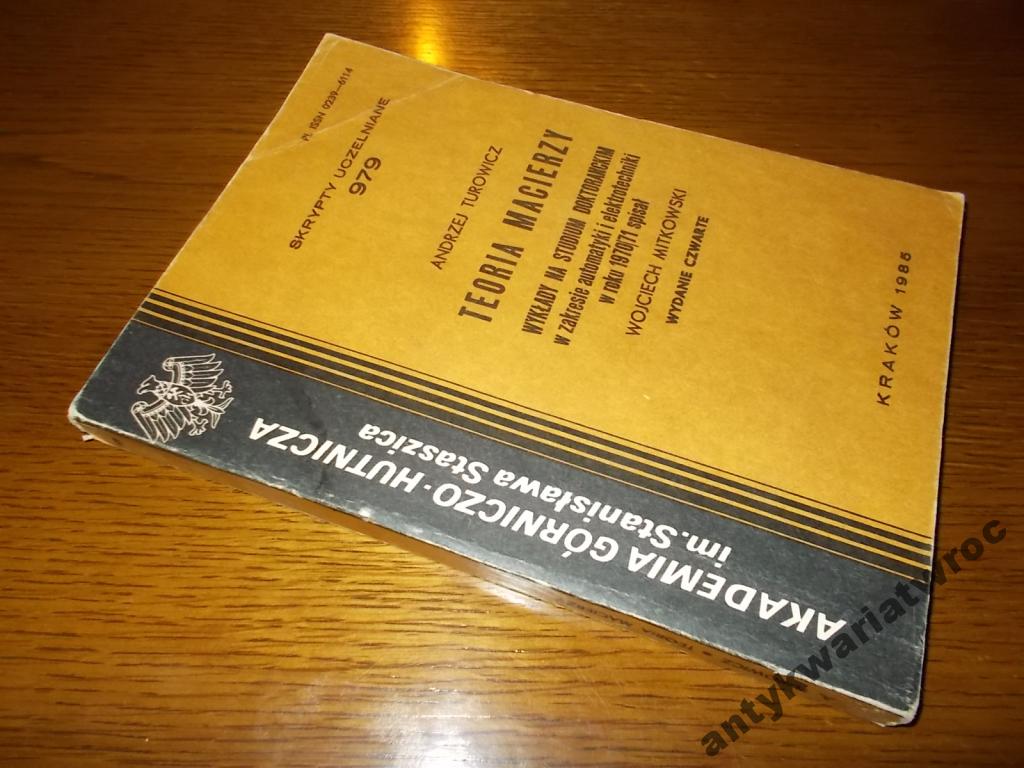 PL ISSN 0239-6114
SKRYPTY UCZELNIANE
979
ANDRZEJ TUROWICZ
TEORIA MACIERZY
WYKŁADY NA STUDIUM DOKTORANCKIM
w zakresie automatyki i elektrotechniki
w roku 1970/71 spisał
WOJCIECH MITKOWSKI
WYDANIE CZWARTE
KRAKÓW 1985
AKADEMIA GÓRNICZO-HUTNICZA
im. Stanisława Staszica
antykwariatwroc